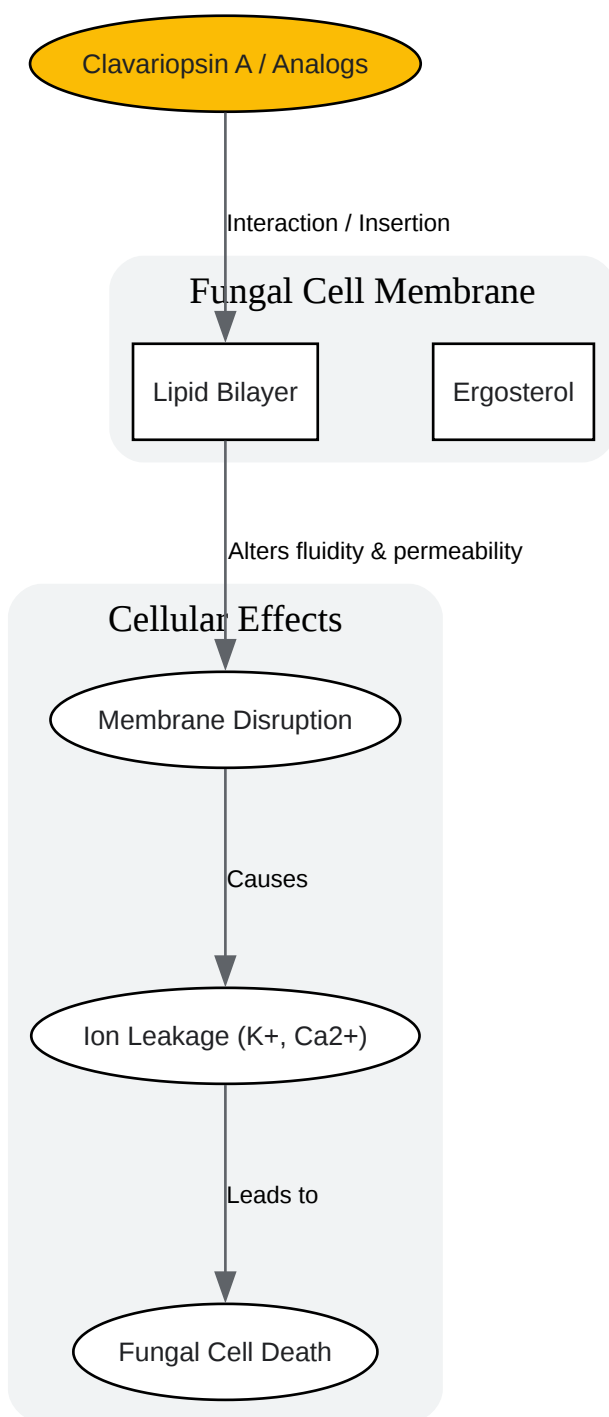 Clavariopsin A / Analogs
Interaction / Insertion
Fungal Cell Membrane
Lipid Bilayer
Ergosterol
Alters fluidity & permeability
Cellular Effects
Membrane Disruption
Causes
Ion Leakage (K+, Ca2+)
Leads to
Fungal Cell Death